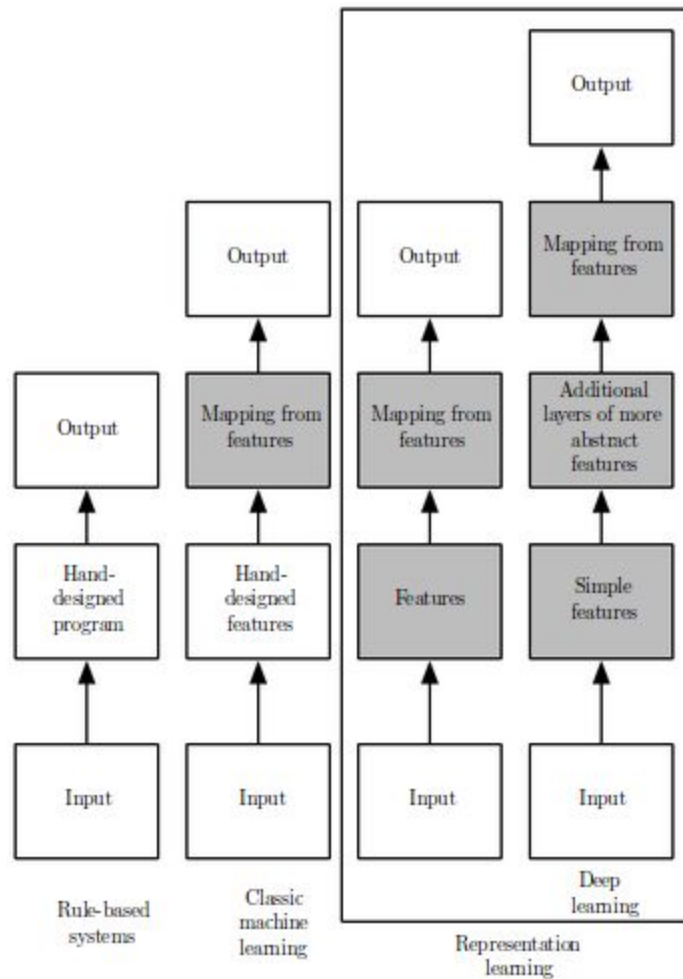 Output
Output
Output
Mapping from
features
Output
Mapping from
features
Mapping from
features
Additional
layers of more
abstract
features
Hand-
designed
program
Hand-
designed
features
Features
Simple
features
Input
Input
Input
Input
Rule-based
systems
Classic
machine
learning
Representation
learning
Deep
learning